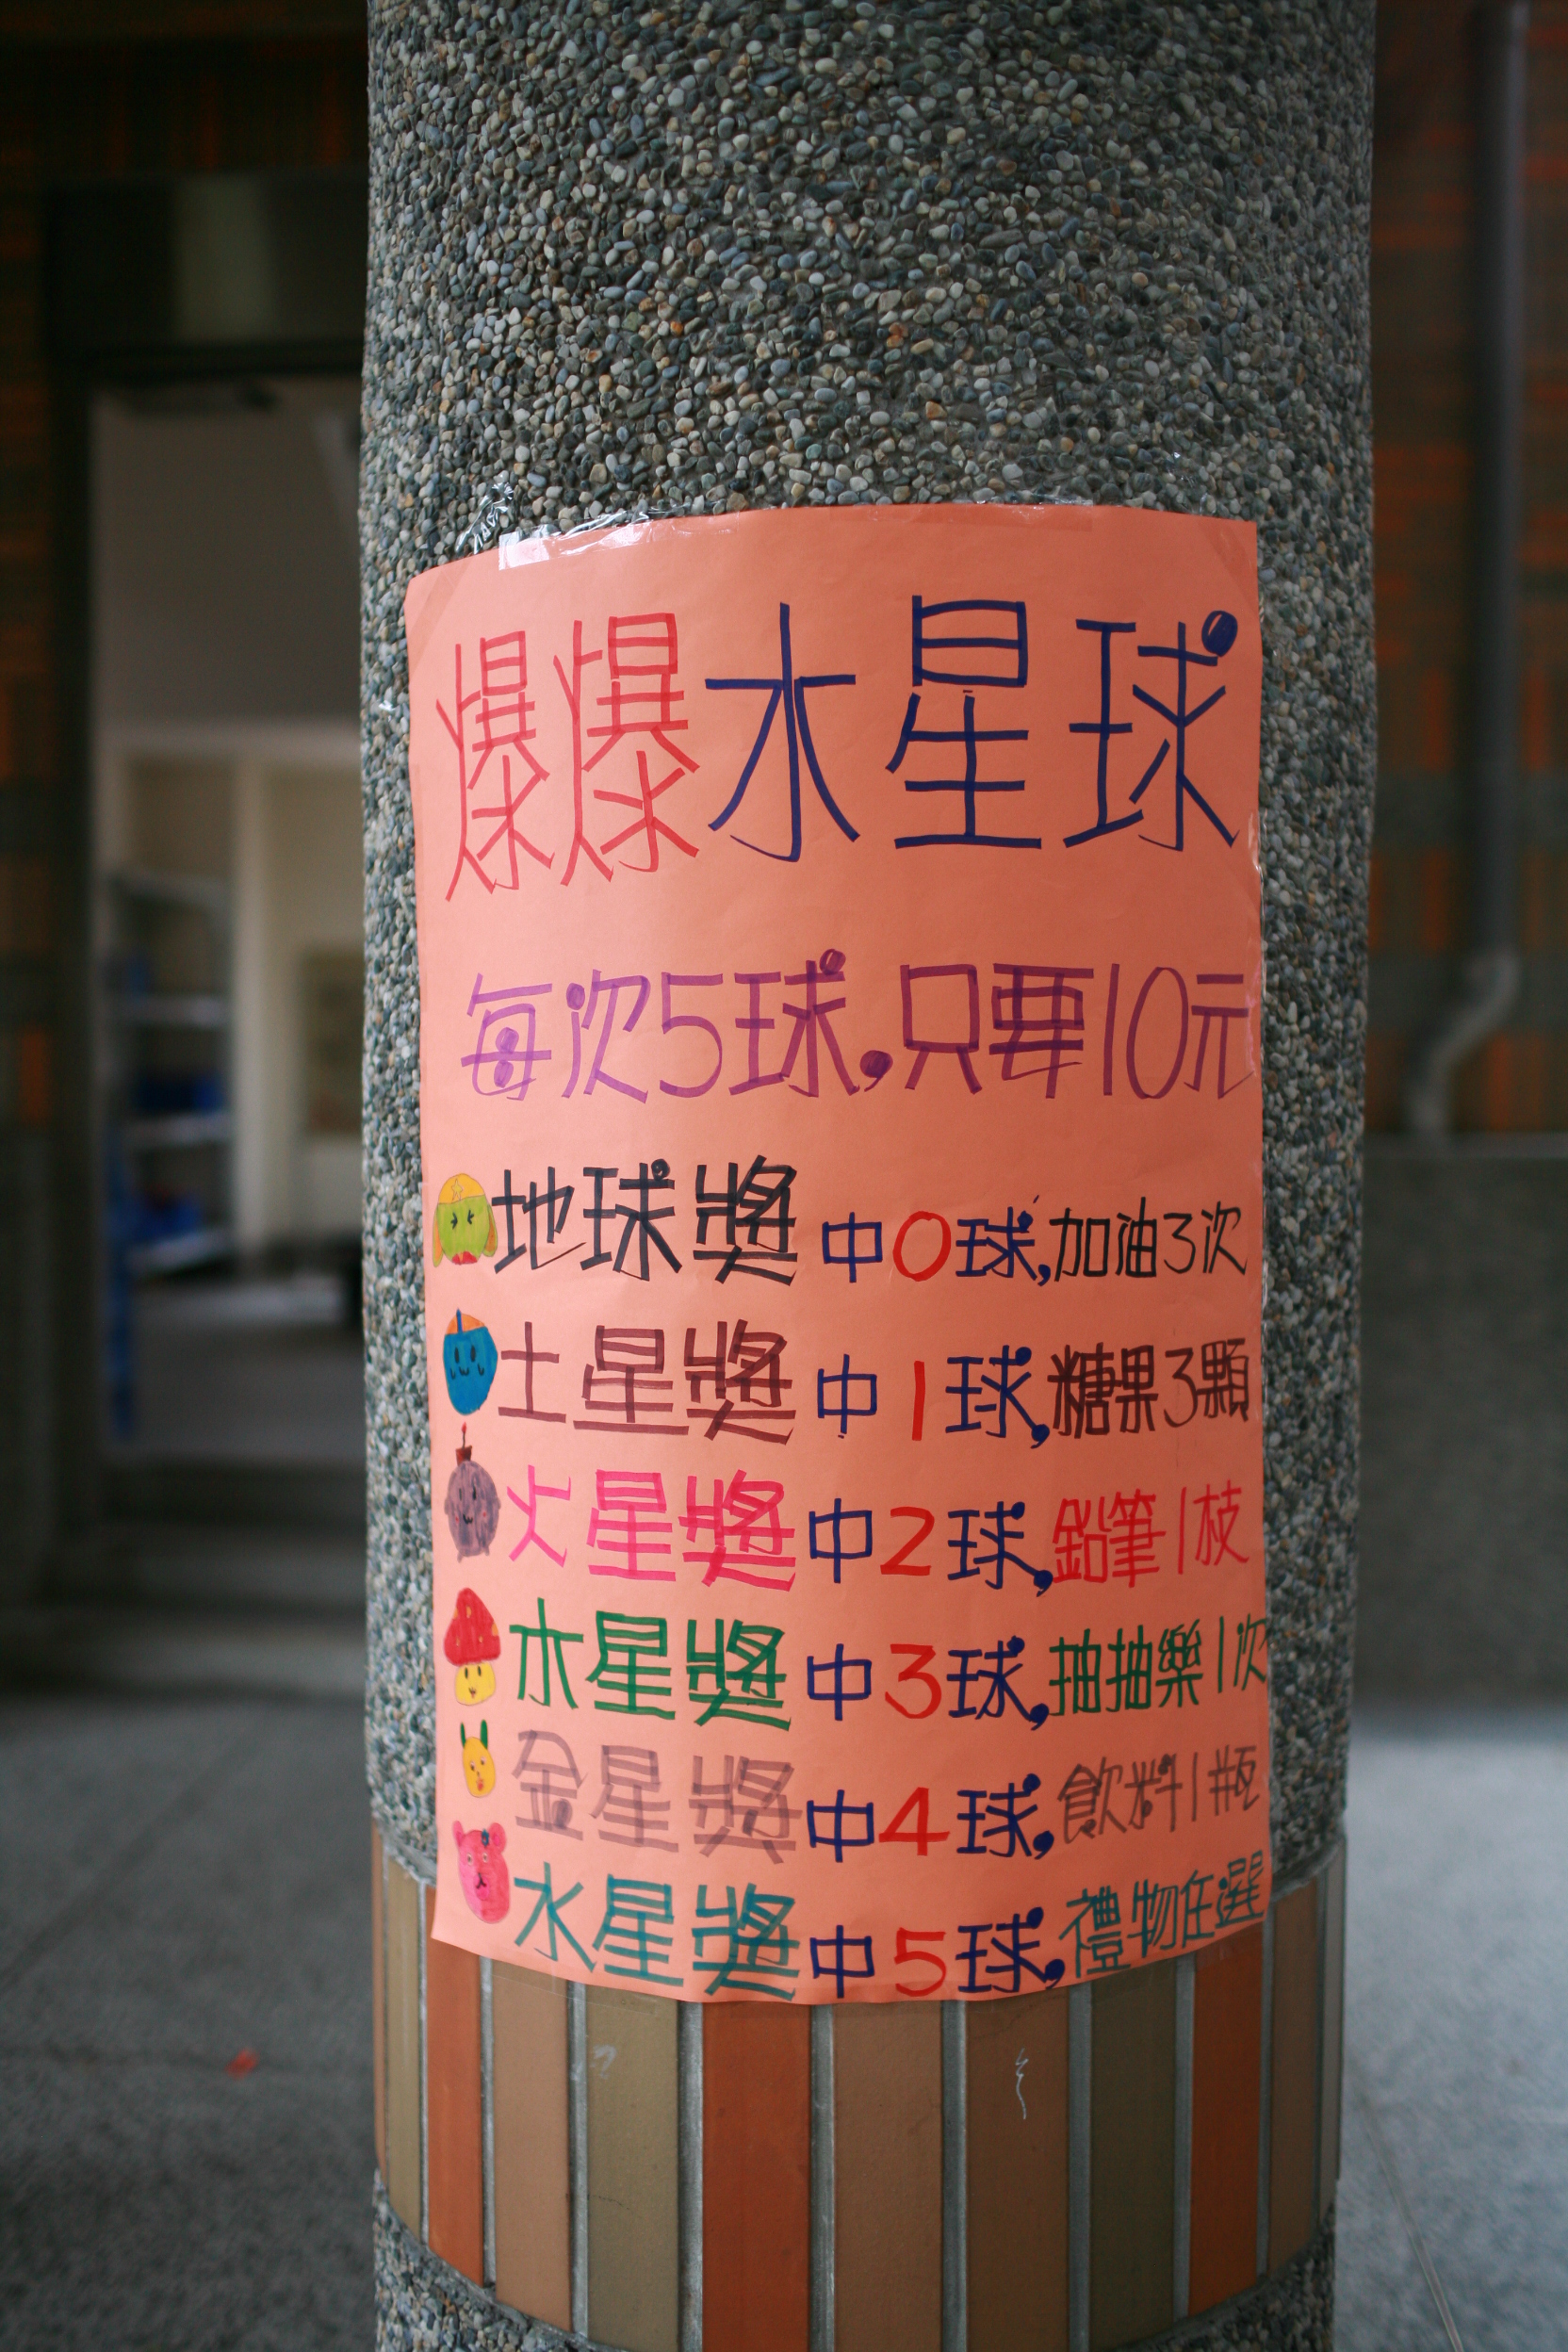 爆爆水星球
每次5球,只要10元
地球獎 中0球,加油3次
土星獎 中1球,糖果3顆
火星獎 中2球,鉛筆1枝
木星獎 中3球,抽抽樂1次
金星獎 中4球,飲料1瓶
水星獎 中5球,禮物任選